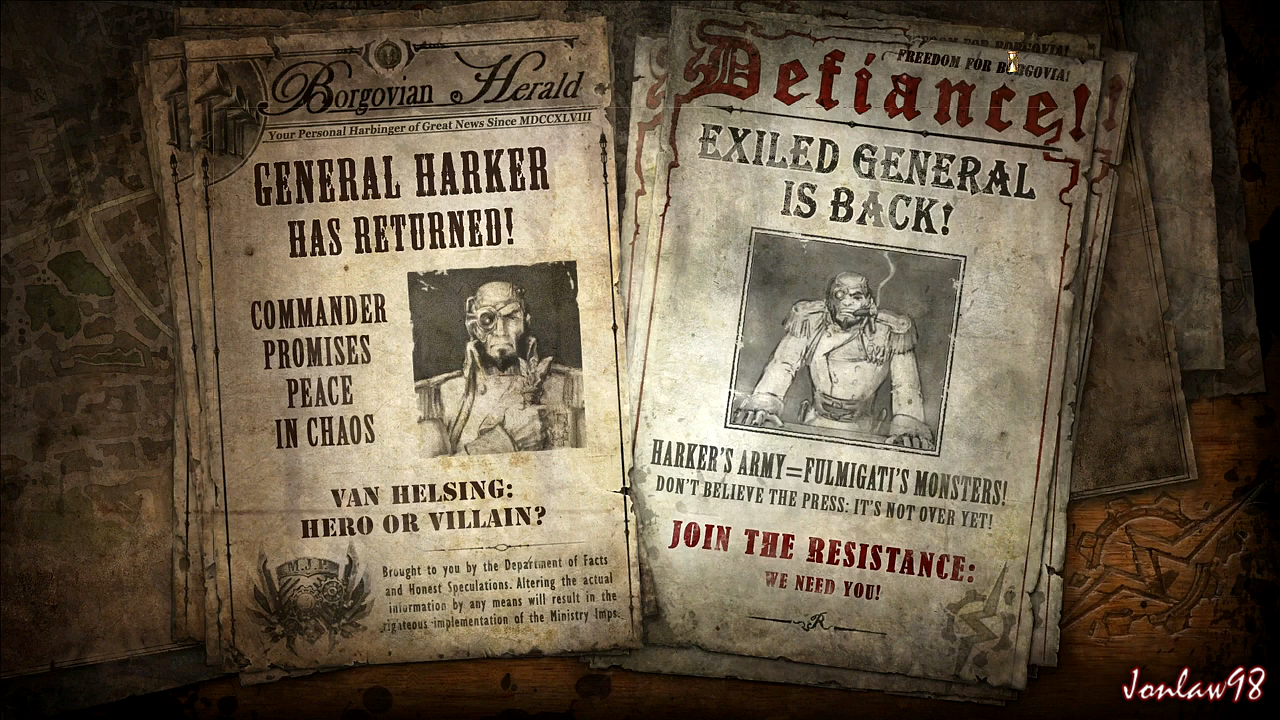 Borgovian Herald
Your Personal Harbinger of Great News Since MDCCXLVIII
GENERAL HARKER
HAS RETURNED!
COMMANDER
PROMISES
PEACE
IN CHAOS
VAN HELSING:
HERO OR VILLAIN?
M.J.P.
Brought to you by the Department of Facts
and Honest Speculations. Altering the actual
information by any means will result in the
righteous implementation of the Ministry Imps.
FREEDOM FOR BORGOVIA!
FREEDOM FOR BORGOVIA!
Defiance!
EXILED GENERAL
IS BACK!
HARKER'S ARMY=FULMIGATI'S MONSTERS!
DON'T BELIEVE THE PRESS: IT'S NOT OVER YET!
JOIN THE RESISTANCE:
WE NEED YOU!
R
Jonlaw98